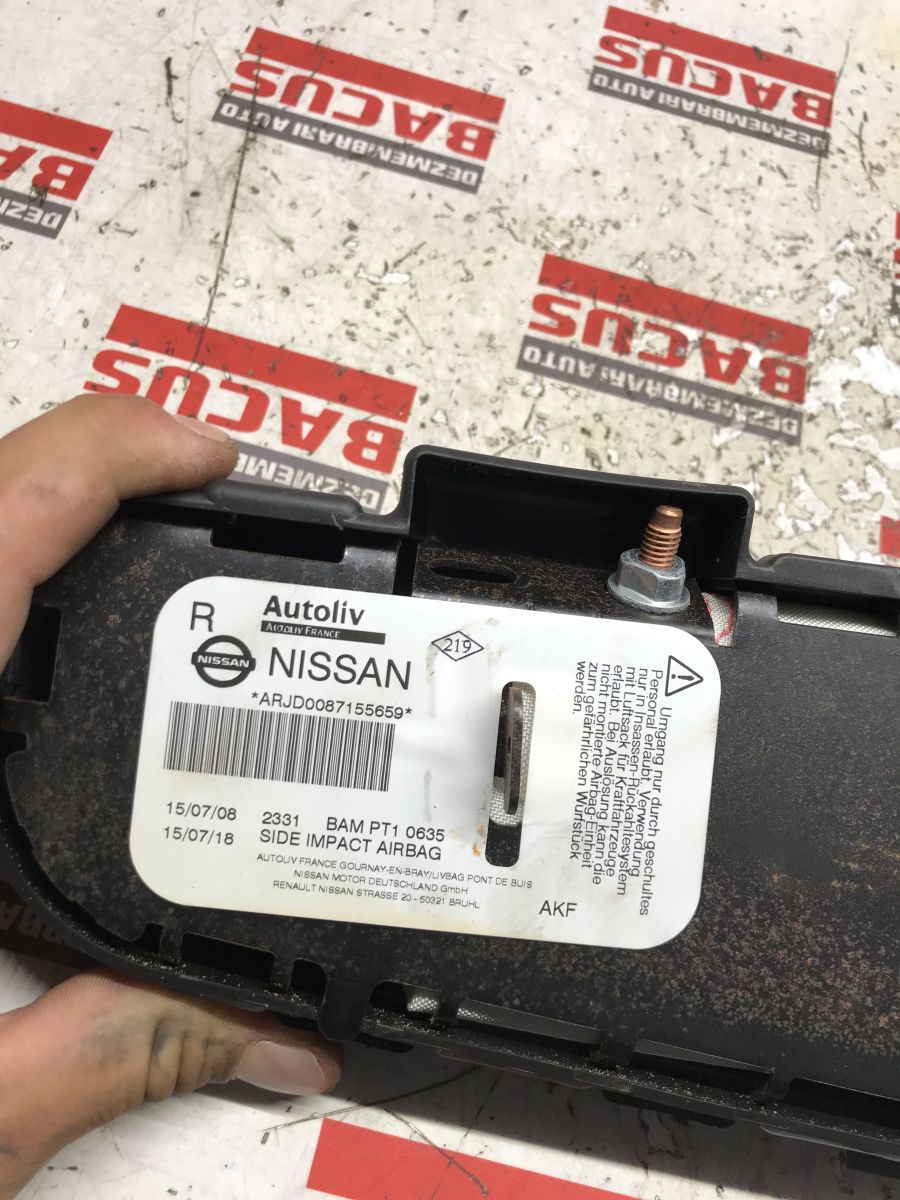 BACUS
DEZMEMBRARI AUTO
BACUS
DEZMEMBRARI AUTO
BA
DEZM
BACUS
DEZMEMBRARI AUTO
BACUS
R
Autoliv
AUTOLIV FRANCE
219
NISSAN
NISSAN
*ARJD0087155659*
15/07/08 2331 BAM PT1 0635
15/07/18 SIDE IMPACT AIRBAG
AUTOLIV FRANCE GOURNAY-EN-BRAY/LIVBAG PONT DE BUIS
NISSAN MOTOR DEUTSCHLAND GmbH
RENAULT NISSAN STRASSE 20 - 50321 BRUHL
AKF
Umgang nur durch geschultes
Personal erlaubt. Verwendung
nur in Insassen-Rückhaltesystem
mit Luftsack für Kraftfahrzeuge
erlaubt. Bei Auslösung kann die
nicht montierte Airbag-Einheit
zum gefährlichen Wurfstück
werden.